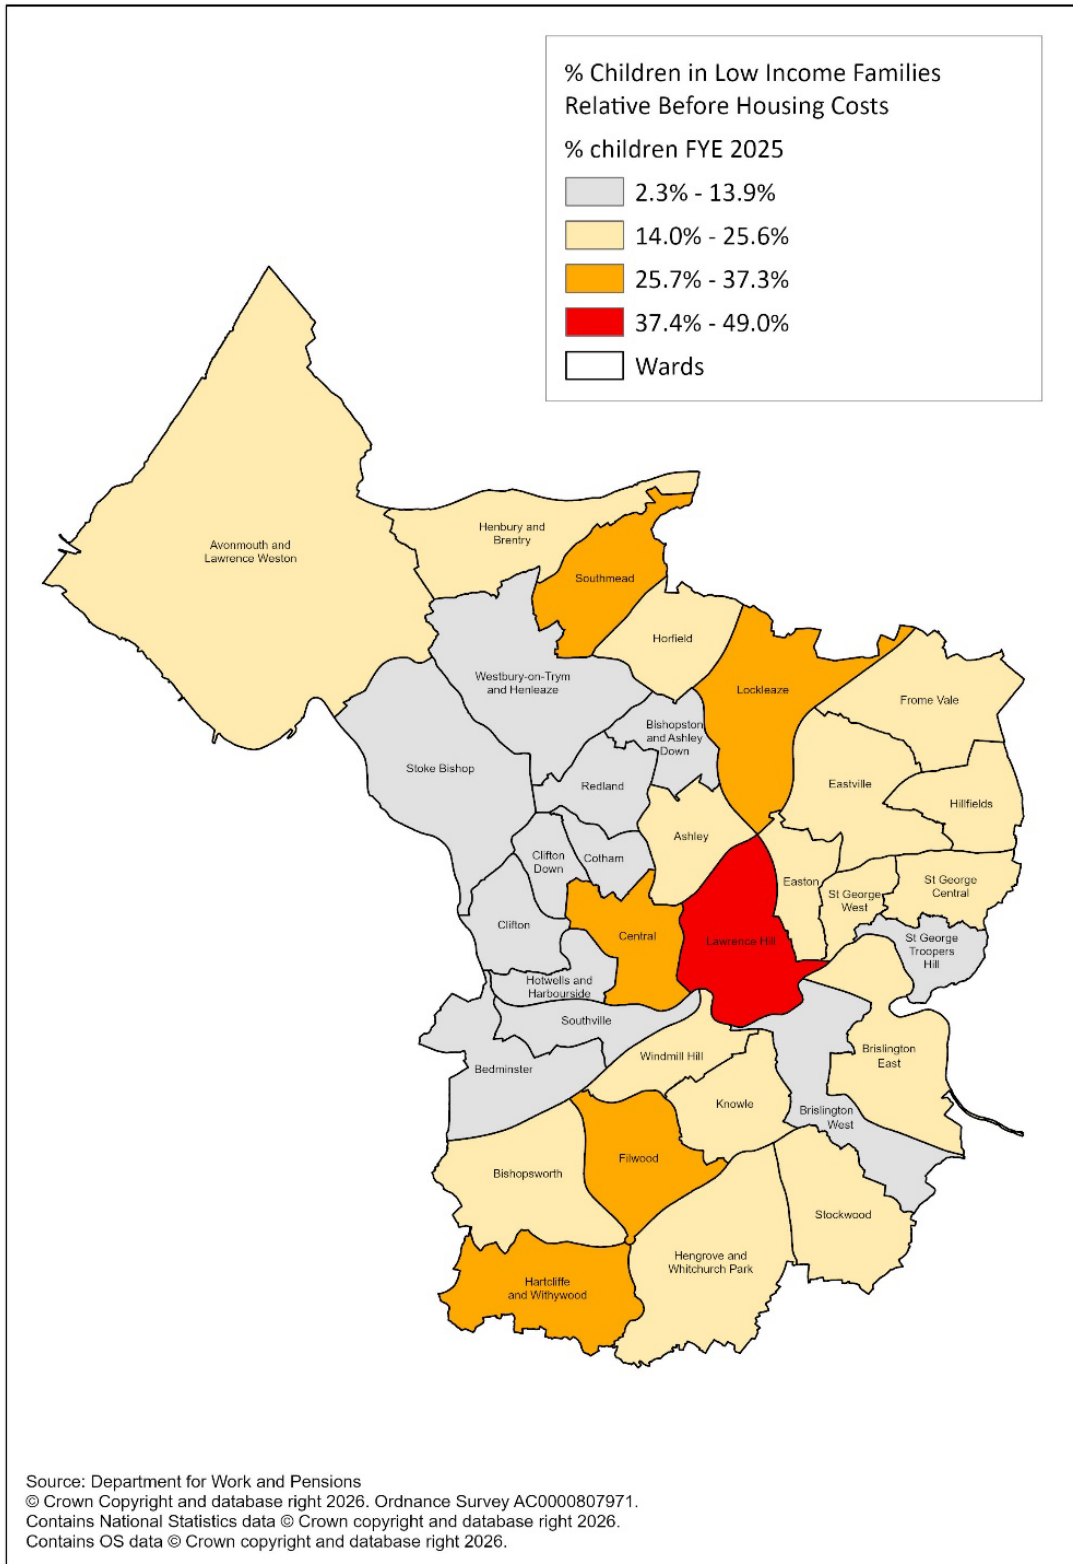 % Children in Low Income Families
Relative Before Housing Costs
% children FYE 2025
2.3% - 13.9%
14.0% - 25.6%
25.7% - 37.3%
37.4% - 49.0%
Wards
Avonmouth and
Lawrence Weston
Henbury and
Brentry
Southmead
Horfield
Westbury-on-Trym
and Henleaze
Lockleaze
Frome Vale
Bishopston
and Ashley
Down
Stoke Bishop
Redland
Eastville
Hillfields
Ashley
Clifton
Down
Cotham
Easton
St George
West
St George
Central
Clifton
Central
Lawrence Hill
St George
Troopers
Hill
Hotwells and
Harbourside
Southville
Windmill Hill
Brislington
East
Bedminster
Knowle
Brislington
West
Bishopsworth
Filwood
Stockwood
Hengrove and
Whitchurch Park
Hartcliffe
and Withywood
Source: Department for Work and Pensions
© Crown Copyright and database right 2026. Ordnance Survey AC0000807971.
Contains National Statistics data © Crown copyright and database right 2026.
Contains OS data © Crown copyright and database right 2026.